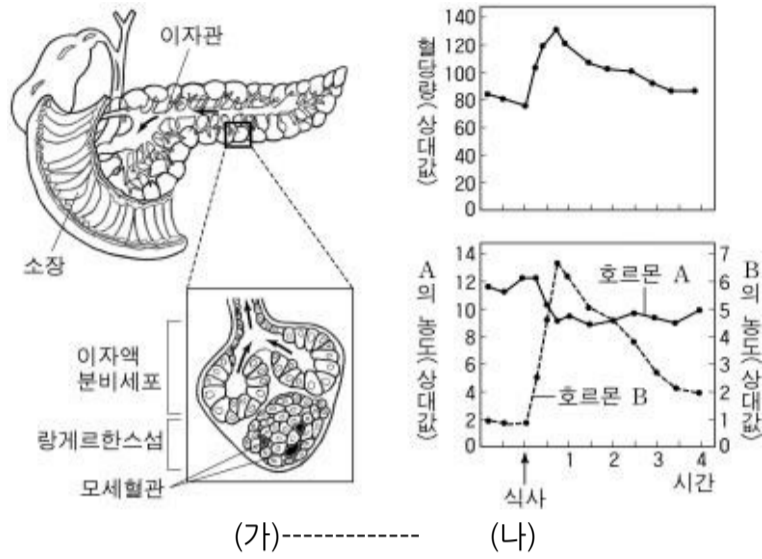 이자관
소장
이자액
분비세포
랑게르한스섬
모세혈관
혈당량(상대값)
140
120
100
80
60
40
20
0
A의 농도(상대값)
14
12
10
8
6
4
2
0
호르몬 A
호르몬 B
B의 농도(상대값)
7
6
5
4
3
2
1
0
1 2 3 4
식사
시간
(가)------------- (나)